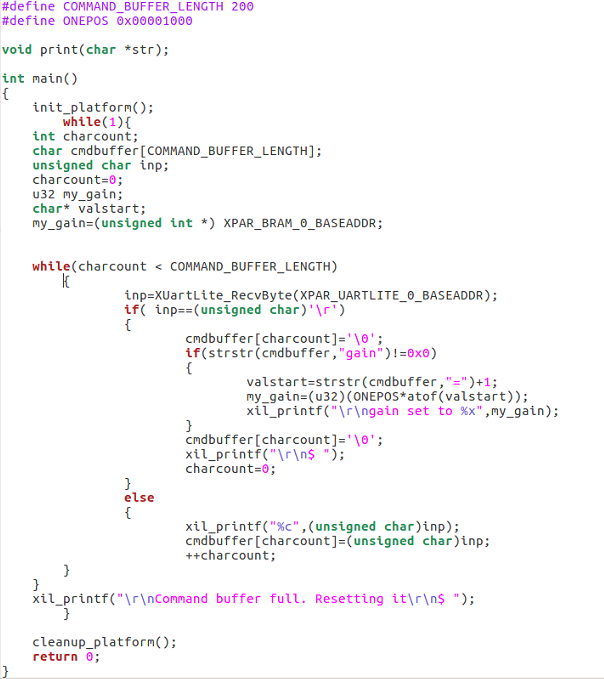 #define COMMAND_BUFFER_LENGTH 200
#define ONEPOS 0x00001000
void print(char *str);
int main()
{
init_platform();
while(1){
int charcount;
char cmdbuffer[COMMAND_BUFFER_LENGTH];
unsigned char inp;
charcount=0;
u32 my_gain;
char* valstart;
my_gain=(unsigned int *) XPAR_BRAM_0_BASEADDR;
while(charcount < COMMAND_BUFFER_LENGTH)
{
inp=XUartLite_RecvByte(XPAR_UARTLITE_0_BASEADDR);
if( inp==(unsigned char)'\r')
{
cmdbuffer[charcount]='\0';
if(strstr(cmdbuffer,"gain")!=0x0)
{
valstart=strstr(cmdbuffer,"=")+1;
my_gain=(u32)(ONEPOS*atof(valstart));
xil_printf("\r\ngain set to %x",my_gain);
}
cmdbuffer[charcount]='\0';
xil_printf("\r\n$ ");
charcount=0;
}
else
{
xil_printf("%c",(unsigned char)inp);
cmdbuffer[charcount]=(unsigned char)inp;
++charcount;
}
}
xil_printf("\r\nCommand buffer full. Resetting it\r\n$ ");
}
cleanup_platform();
return 0;
}